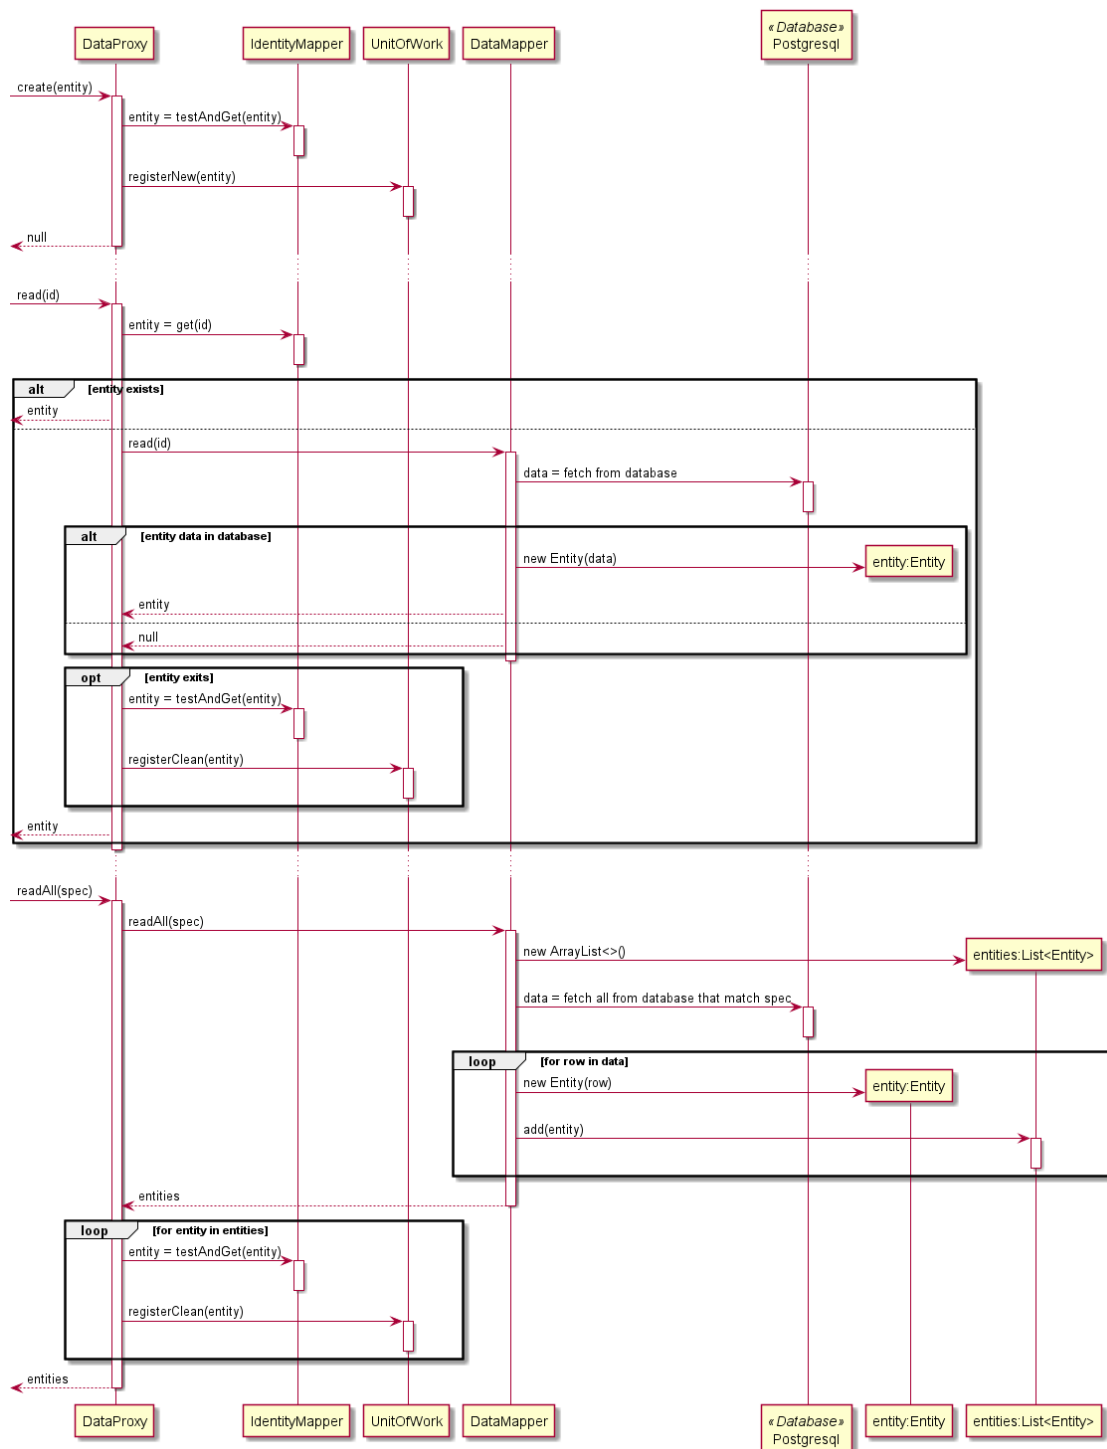 DataProxy
IdentityMapper
UnitOfWork
DataMapper
«Database»
Postgresql
create(entity)
entity = testAndGet(entity)
registerNew(entity)
null
read(id)
entity = get(id)
alt
[entity exists]
entity
read(id)
data = fetch from database
alt
[entity data in database]
new Entity(data)
entity:Entity
entity
null
opt
[entity exits]
entity = testAndGet(entity)
registerClean(entity)
entity
readAll(spec)
readAll(spec)
new ArrayList<>()
entities:List<Entity>
data = fetch all from database that match spec
loop
[for row in data]
new Entity(row)
entity:Entity
add(entity)
entities
loop
[for entity in entities]
entity = testAndGet(entity)
registerClean(entity)
entities
DataProxy
IdentityMapper
UnitOfWork
DataMapper
«Database»
Postgresql
entity:Entity
entities:List<Entity>